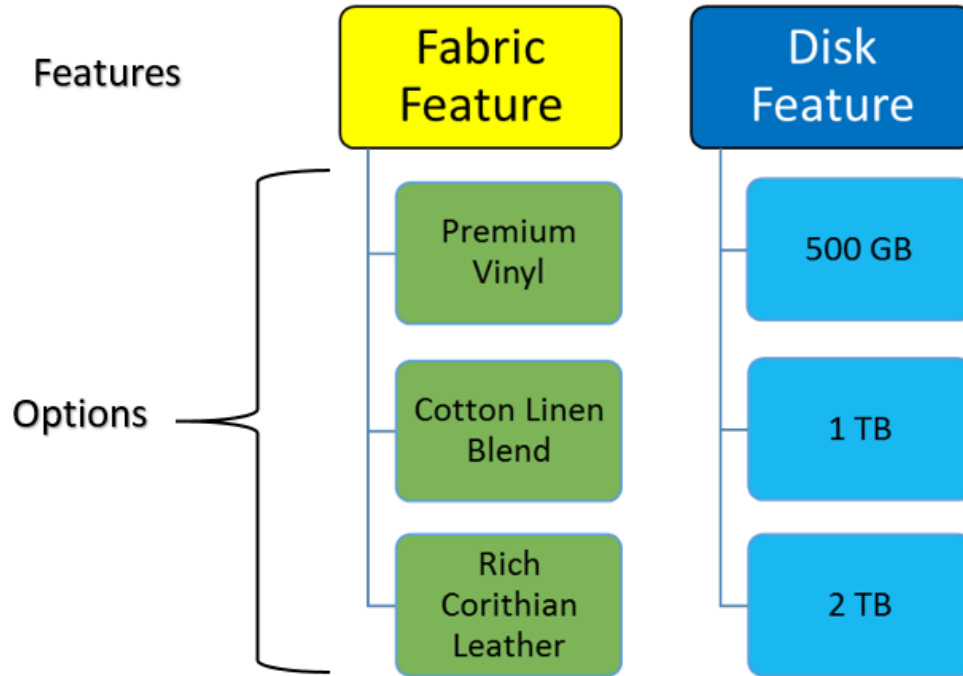 Features
Fabric
Feature
Disk
Feature
Options
Premium
Vinyl
500 GB
Cotton Linen
Blend
1 TB
Rich
Corithian
Leather
2 TB